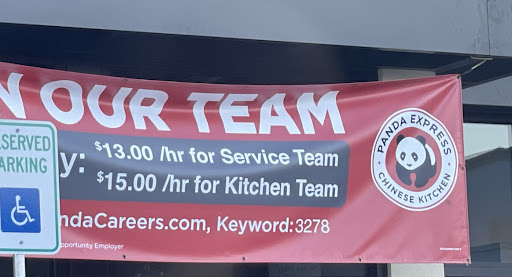 N OUR TEAM
y:
$13.00 /hr for Service Team
$15.00 /hr for Kitchen Team
ndaCareers.com, Keyword:3278
pportunity Employer
PANDA EXPRESS
CHINESE KITCHEN
ESERVED
PARKING